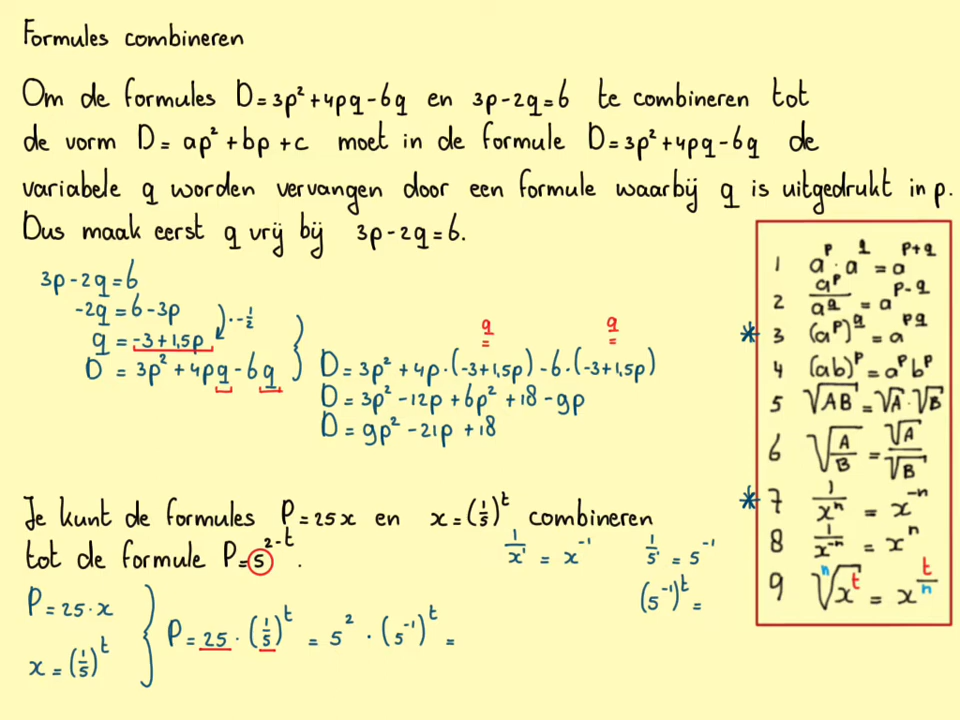 Formules combineren
Om de formules D = 3p² + 4pq - 6q en 3p - 2q = 6 te combineren tot
de vorm D = ap² + bp + c moet in de formule D = 3p² + 4pq - 6q de
variabele q worden vervangen door een formule waarbij q is uitgedrukt in p.
Dus maak eerst q vrij bij 3p - 2q = 6.
3p - 2q = 6
-2q = 6 - 3p
· -½
q = -3 + 1,5p
D = 3p² + 4pq - 6q
q q
D = 3p² + 4p · (-3 + 1,5p) - 6 · (-3 + 1,5p)
D = 3p² - 12p + 6p² + 18 - 9p
D = 9p² - 21p + 18
1 a^p · a^q = a^(p+q)
2 a^p/a^q = a^(p-q)
* 3 (a^p)^q = a^(pq)
4 (ab)^p = a^p b^p
5 √AB = √A · √B
6 √(A/B) = √A/√B
* 7 1/x^n = x^-n
8 1/x^-n = x^n
9 ⁿ√x^t = x^(t/n)
Je kunt de formules P = 25x en x = (1/5)^t combineren
tot de formule P = 5^(2-t).
1/x¹ = x⁻¹ 1/5¹ = 5⁻¹
(5⁻¹)^t =
P = 25 · x
x = (1/5)^t
P = 25 · (1/5)^t = 5² · (5⁻¹)^t =